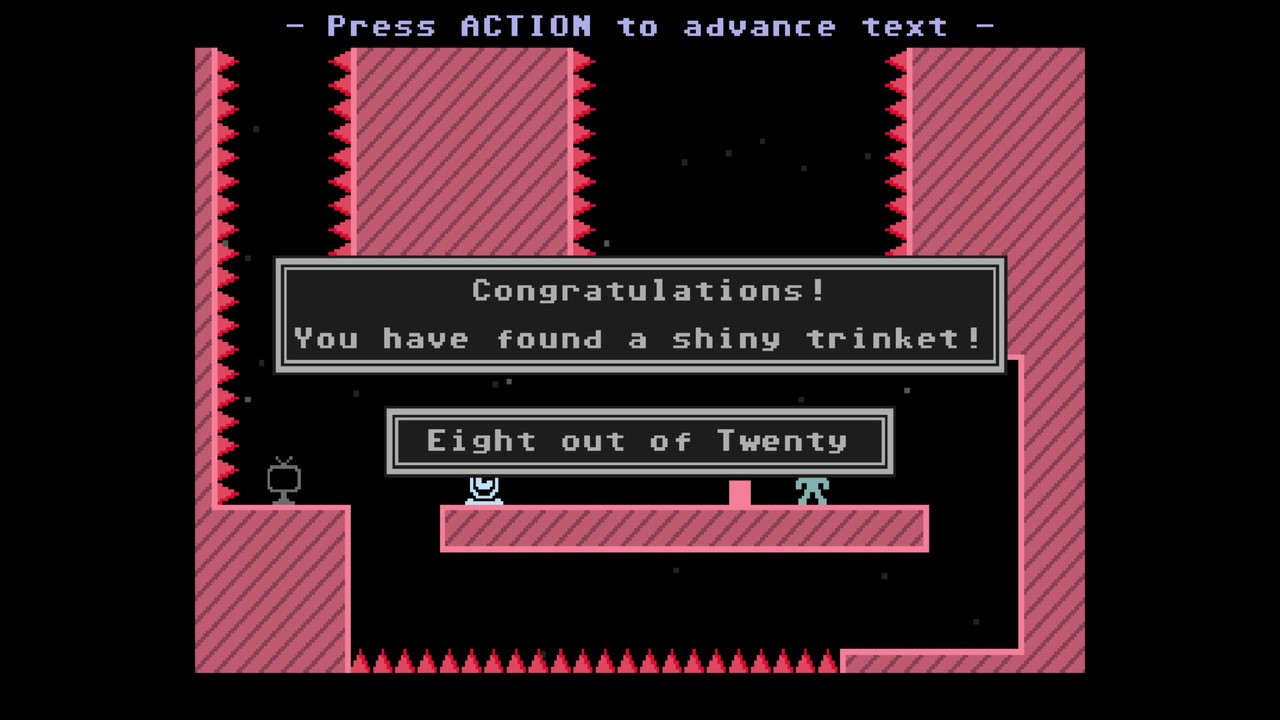 - Press ACTION to advance text -
Congratulations!
You have found a shiny trinket!
Eight out of Twenty